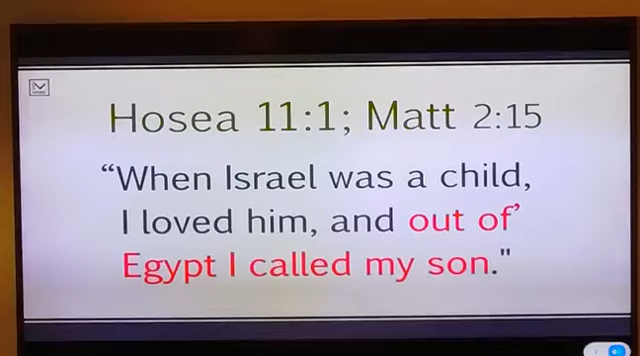 Hosea 11:1; Matt 2:15
“When Israel was a child,
I loved him, and out of’
Egypt I called my son."